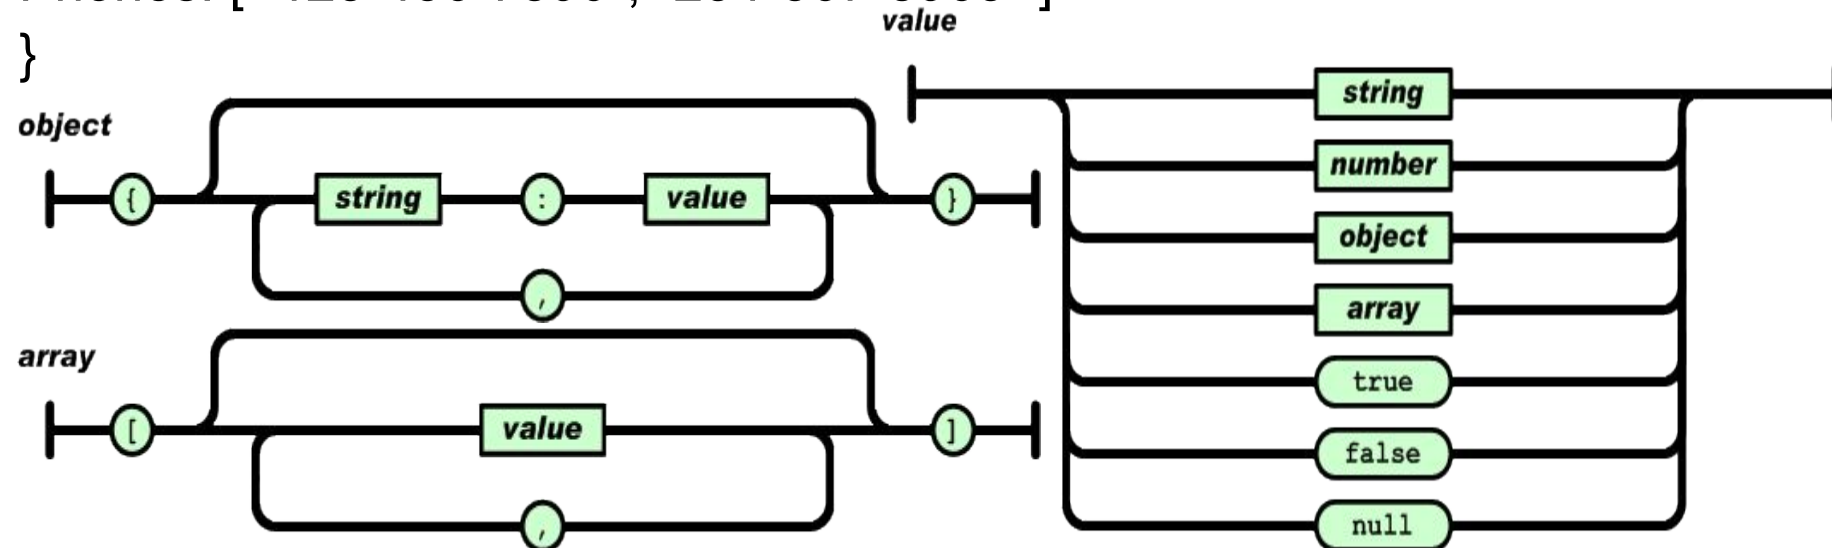 }
object
{
string
:
value
}
,
array
[
value
]
,
value
string
number
object
array
true
false
null